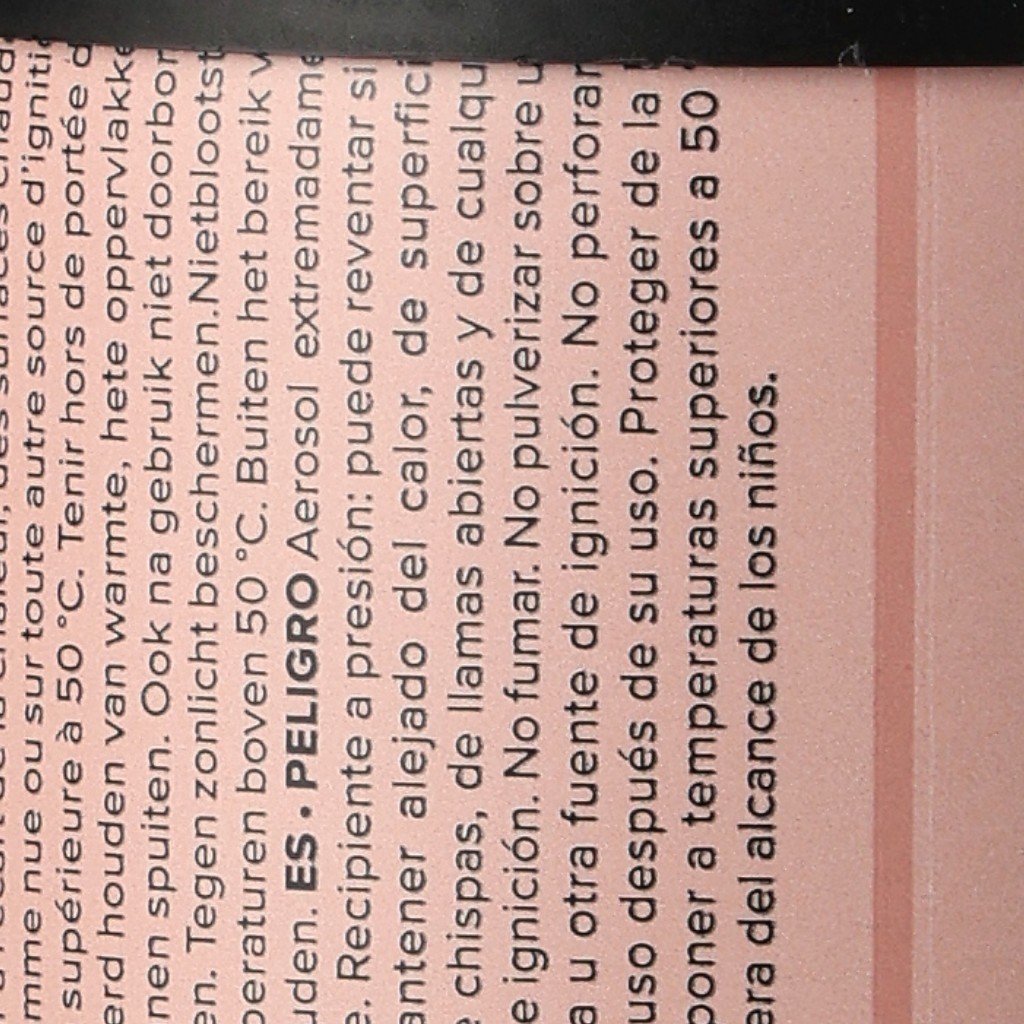 mme nue ou sur toute autre source d'ignitio
supérieure à 50 °C. Tenir hors de portée d
erd houden van warmte, hete oppervlakke
nen spuiten. Ook na gebruik niet doorbor
en. Tegen zonlicht beschermen.Nietblootst
peraturen boven 50 °C. Buiten het bereik v
uden. ES • PELIGRO Aerosol extremadame
e. Recipiente a presión: puede reventar si
antener alejado del calor, de superfici
e chispas, de llamas abiertas y de cualqu
e ignición. No fumar. No pulverizar sobre u
a u otra fuente de ignición. No perforar
uso después de su uso. Proteger de la
poner a temperaturas superiores a 50
era del alcance de los niños.